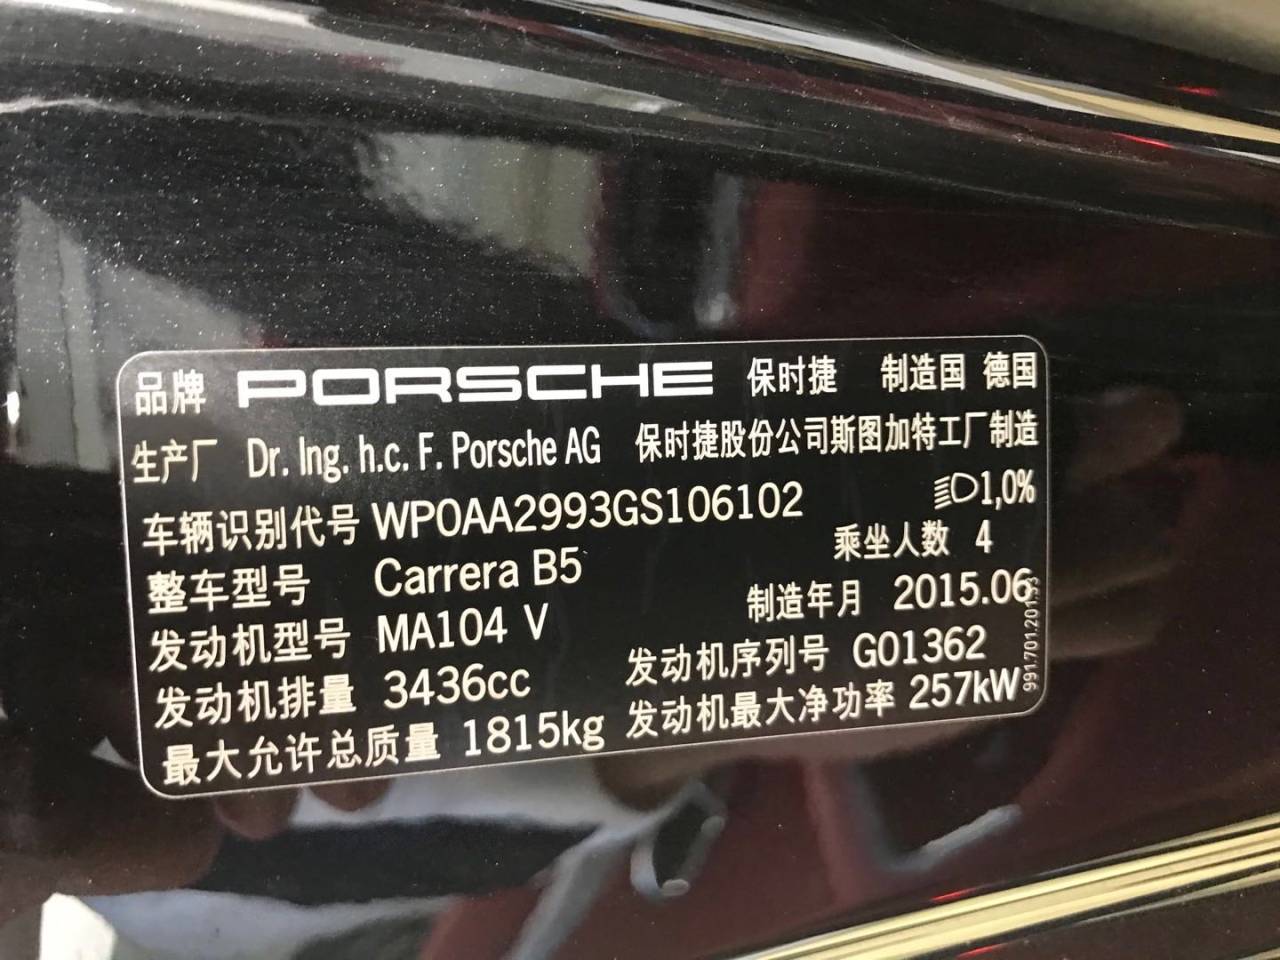 品牌 PORSCHE 保时捷 制造国 德国
生产厂 Dr. Ing. h.c. F. Porsche AG 保时捷股份公司斯图加特工厂制造
车辆识别代号 WP0AA2993GS106102 1,0%
整车型号 Carrera B5 乘坐人数 4
发动机型号 MA104 V 制造年月 2015.06
发动机排量 3436cc 发动机序列号 G01362
最大允许总质量 1815kg 发动机最大净功率 257kW
991.701.201.93